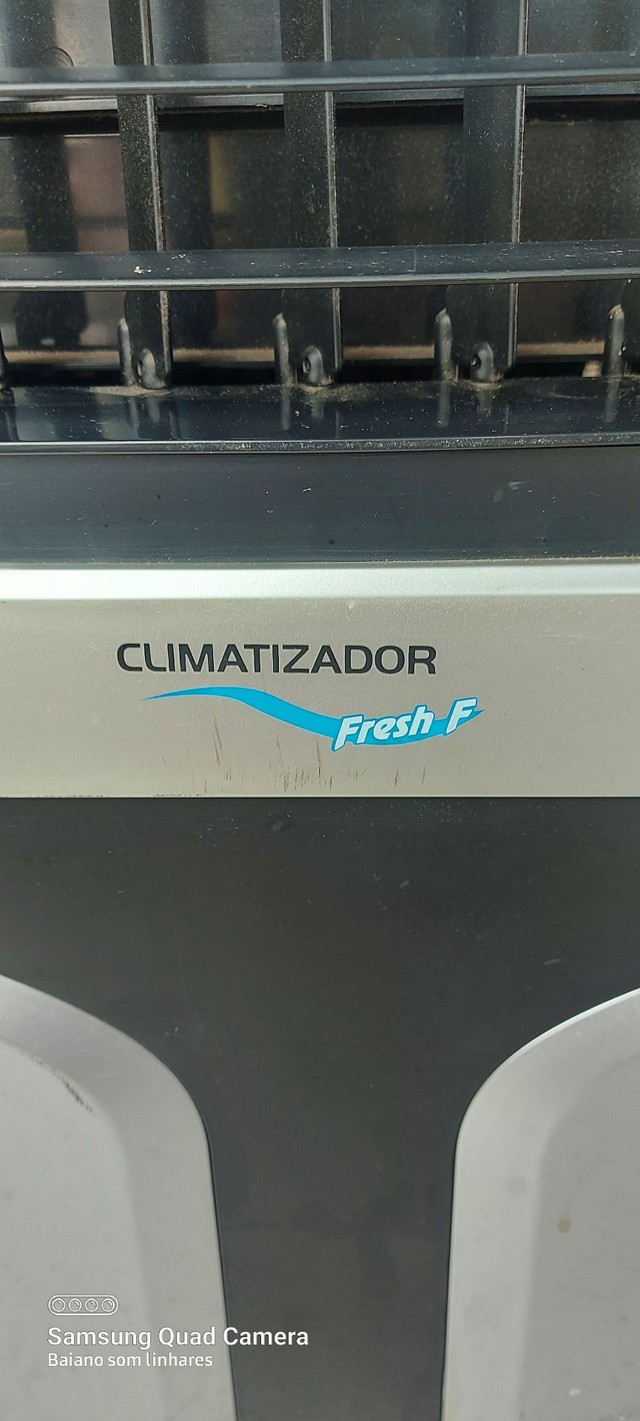 CLIMATIZADOR
Fresh F
Samsung Quad Camera
Baiano som linhares